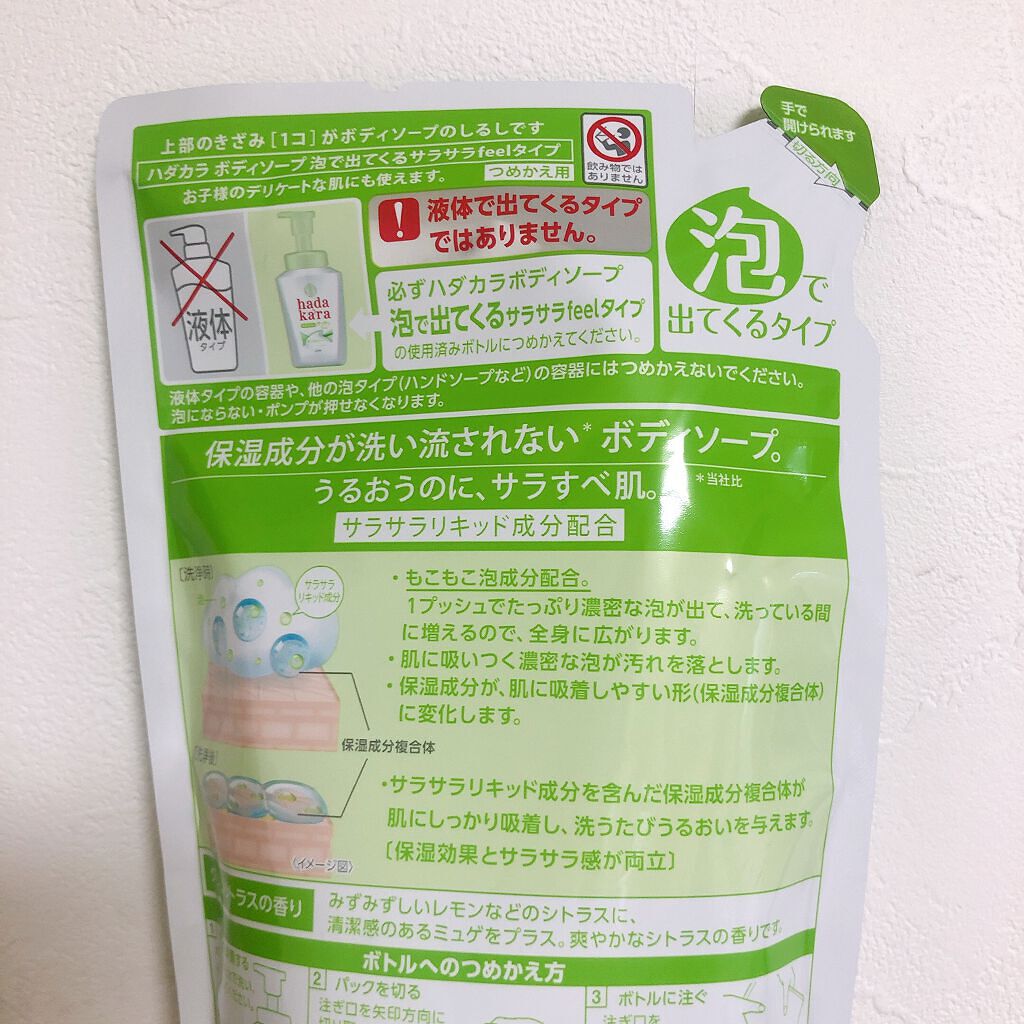 手で
開けられます
切る方向
上部のきざみ[1コ]がボディソープのしるしです
ハダカラ ボディソープ 泡で出てくるサラサラfeelタイプ
お子様のデリケートな肌にも使えます。
つめかえ用
飲み物では
ありません
液体
タイプ
hada
kara
液体で出てくるタイプ
ではありません。
必ずハダカラボディソープ
泡で出てくるサラサラfeelタイプ
の使用済みボトルにつめかえてください。
泡で
出てくるタイプ
液体タイプの容器や、他の泡タイプ(ハンドソープなど)の容器にはつめかえないでください。
泡にならない・ポンプが押せなくなります。
保湿成分が洗い流されない* ボディソープ。
うるおうのに、サラすべ肌。
*当社比
サラサラリキッド成分配合
[洗浄時]
サラサラ
リキッド成分
泡
・もこもこ泡成分配合。
1プッシュでたっぷり濃密な泡が出て、洗っている間
に増えるので、全身に広がります。
・肌に吸いつく濃密な泡が汚れを落とします。
・保湿成分が、肌に吸着しやすい形(保湿成分複合体)
に変化します。
保湿成分複合体
[洗浄後]
・サラサラリキッド成分を含んだ保湿成分複合体が
肌にしっかり吸着し、洗うたびうるおいを与えます。
〔保湿効果とサラサラ感が両立〕
〈イメージ図〉
トラスの香り
みずみずしいレモンなどのシトラスに、
清潔感のあるミュゲをプラス。爽やかなシトラスの香りです。
ボトルへのつめかえ方
1
2 パックを切る
注ぎ口を矢印方向に
3 ボトルに注ぐ
注ぎ口を